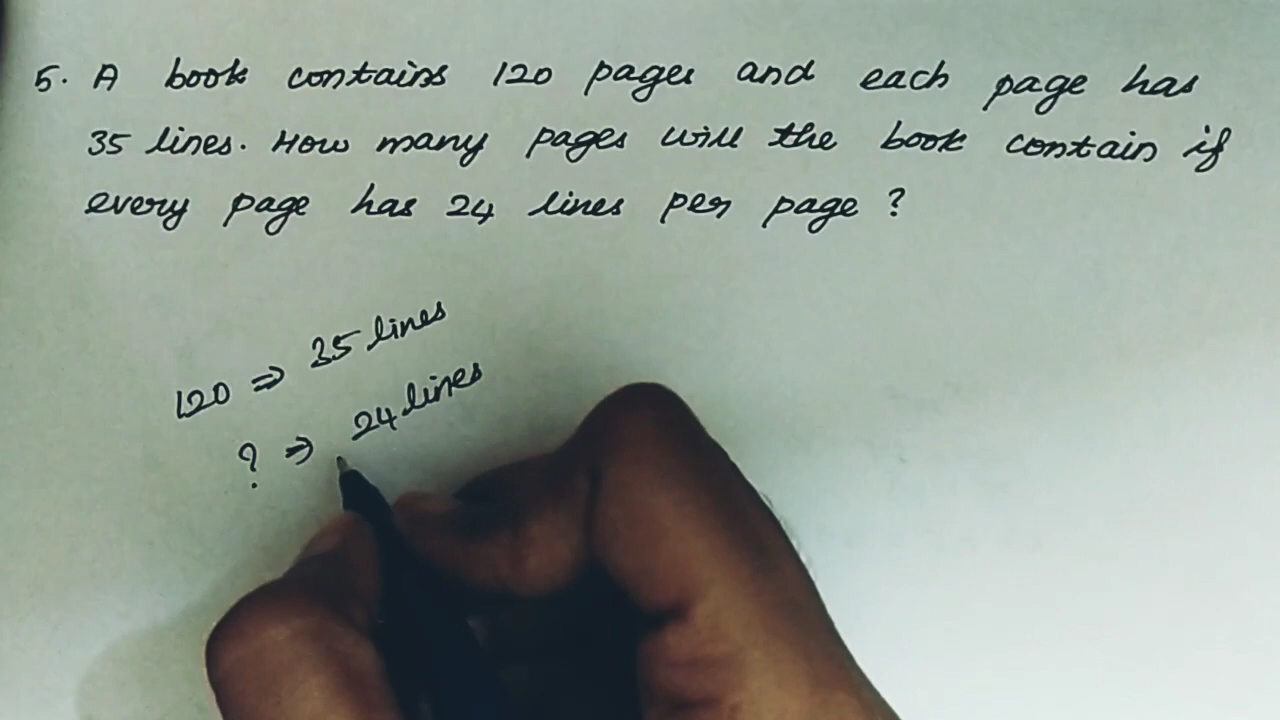 5. A book contains 120 pages and each page has
35 lines. How many pages will the book contain if
every page has 24 lines per page ?
120 ⇒ 35 lines
? ⇒ 24 lines